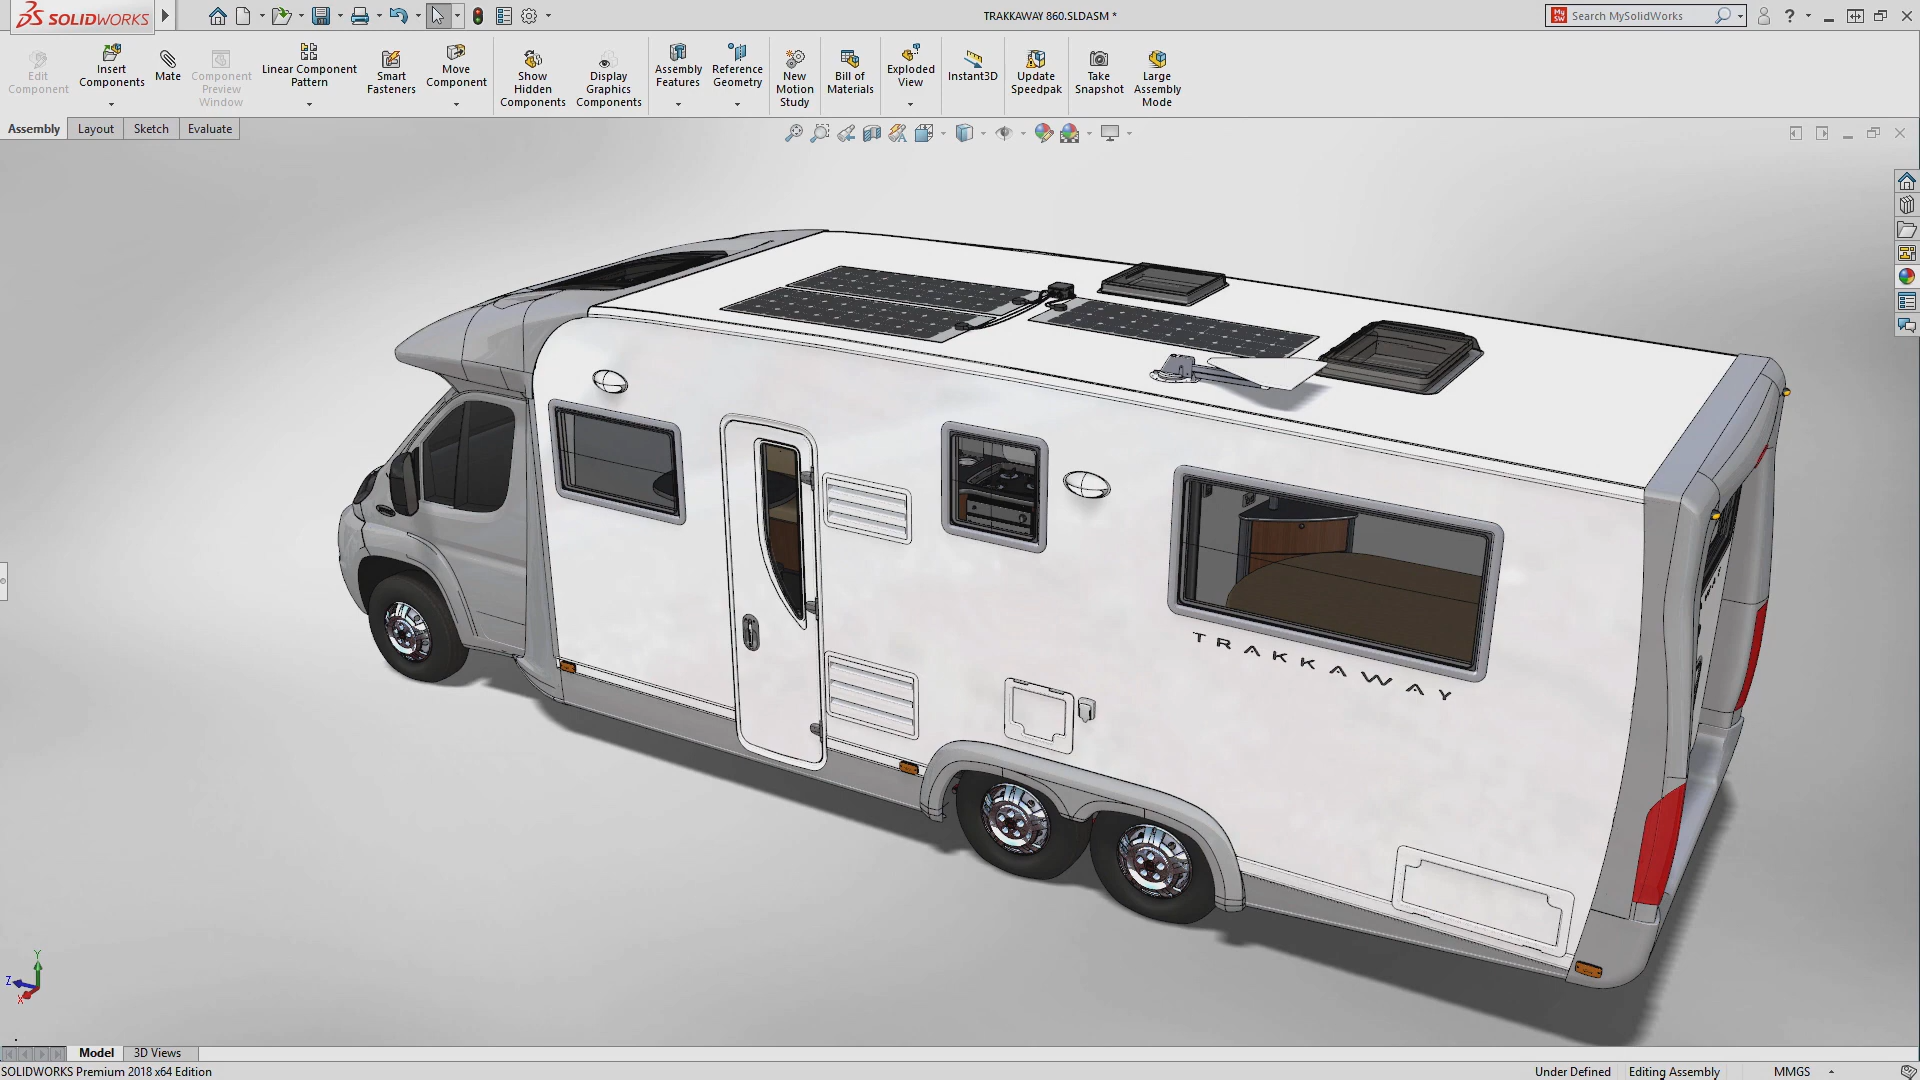 SOLIDWORKS
TRAKKAWAY 860.SLDASM *
Search MySolidWorks
Edit Component
Insert Components
Mate
Component Preview Window
Linear Component Pattern
Smart Fasteners
Move Component
Show Hidden Components
Display Graphics Components
Assembly Features
Reference Geometry
New Motion Study
Bill of Materials
Exploded View
Instant3D
Update Speedpak
Take Snapshot
Large Assembly Mode
Assembly
Layout
Sketch
Evaluate
TRAKKAWAY
Y
Z
X
Model
3D Views
SOLIDWORKS Premium 2018 x64 Edition
Under Defined
Editing Assembly
MMGS